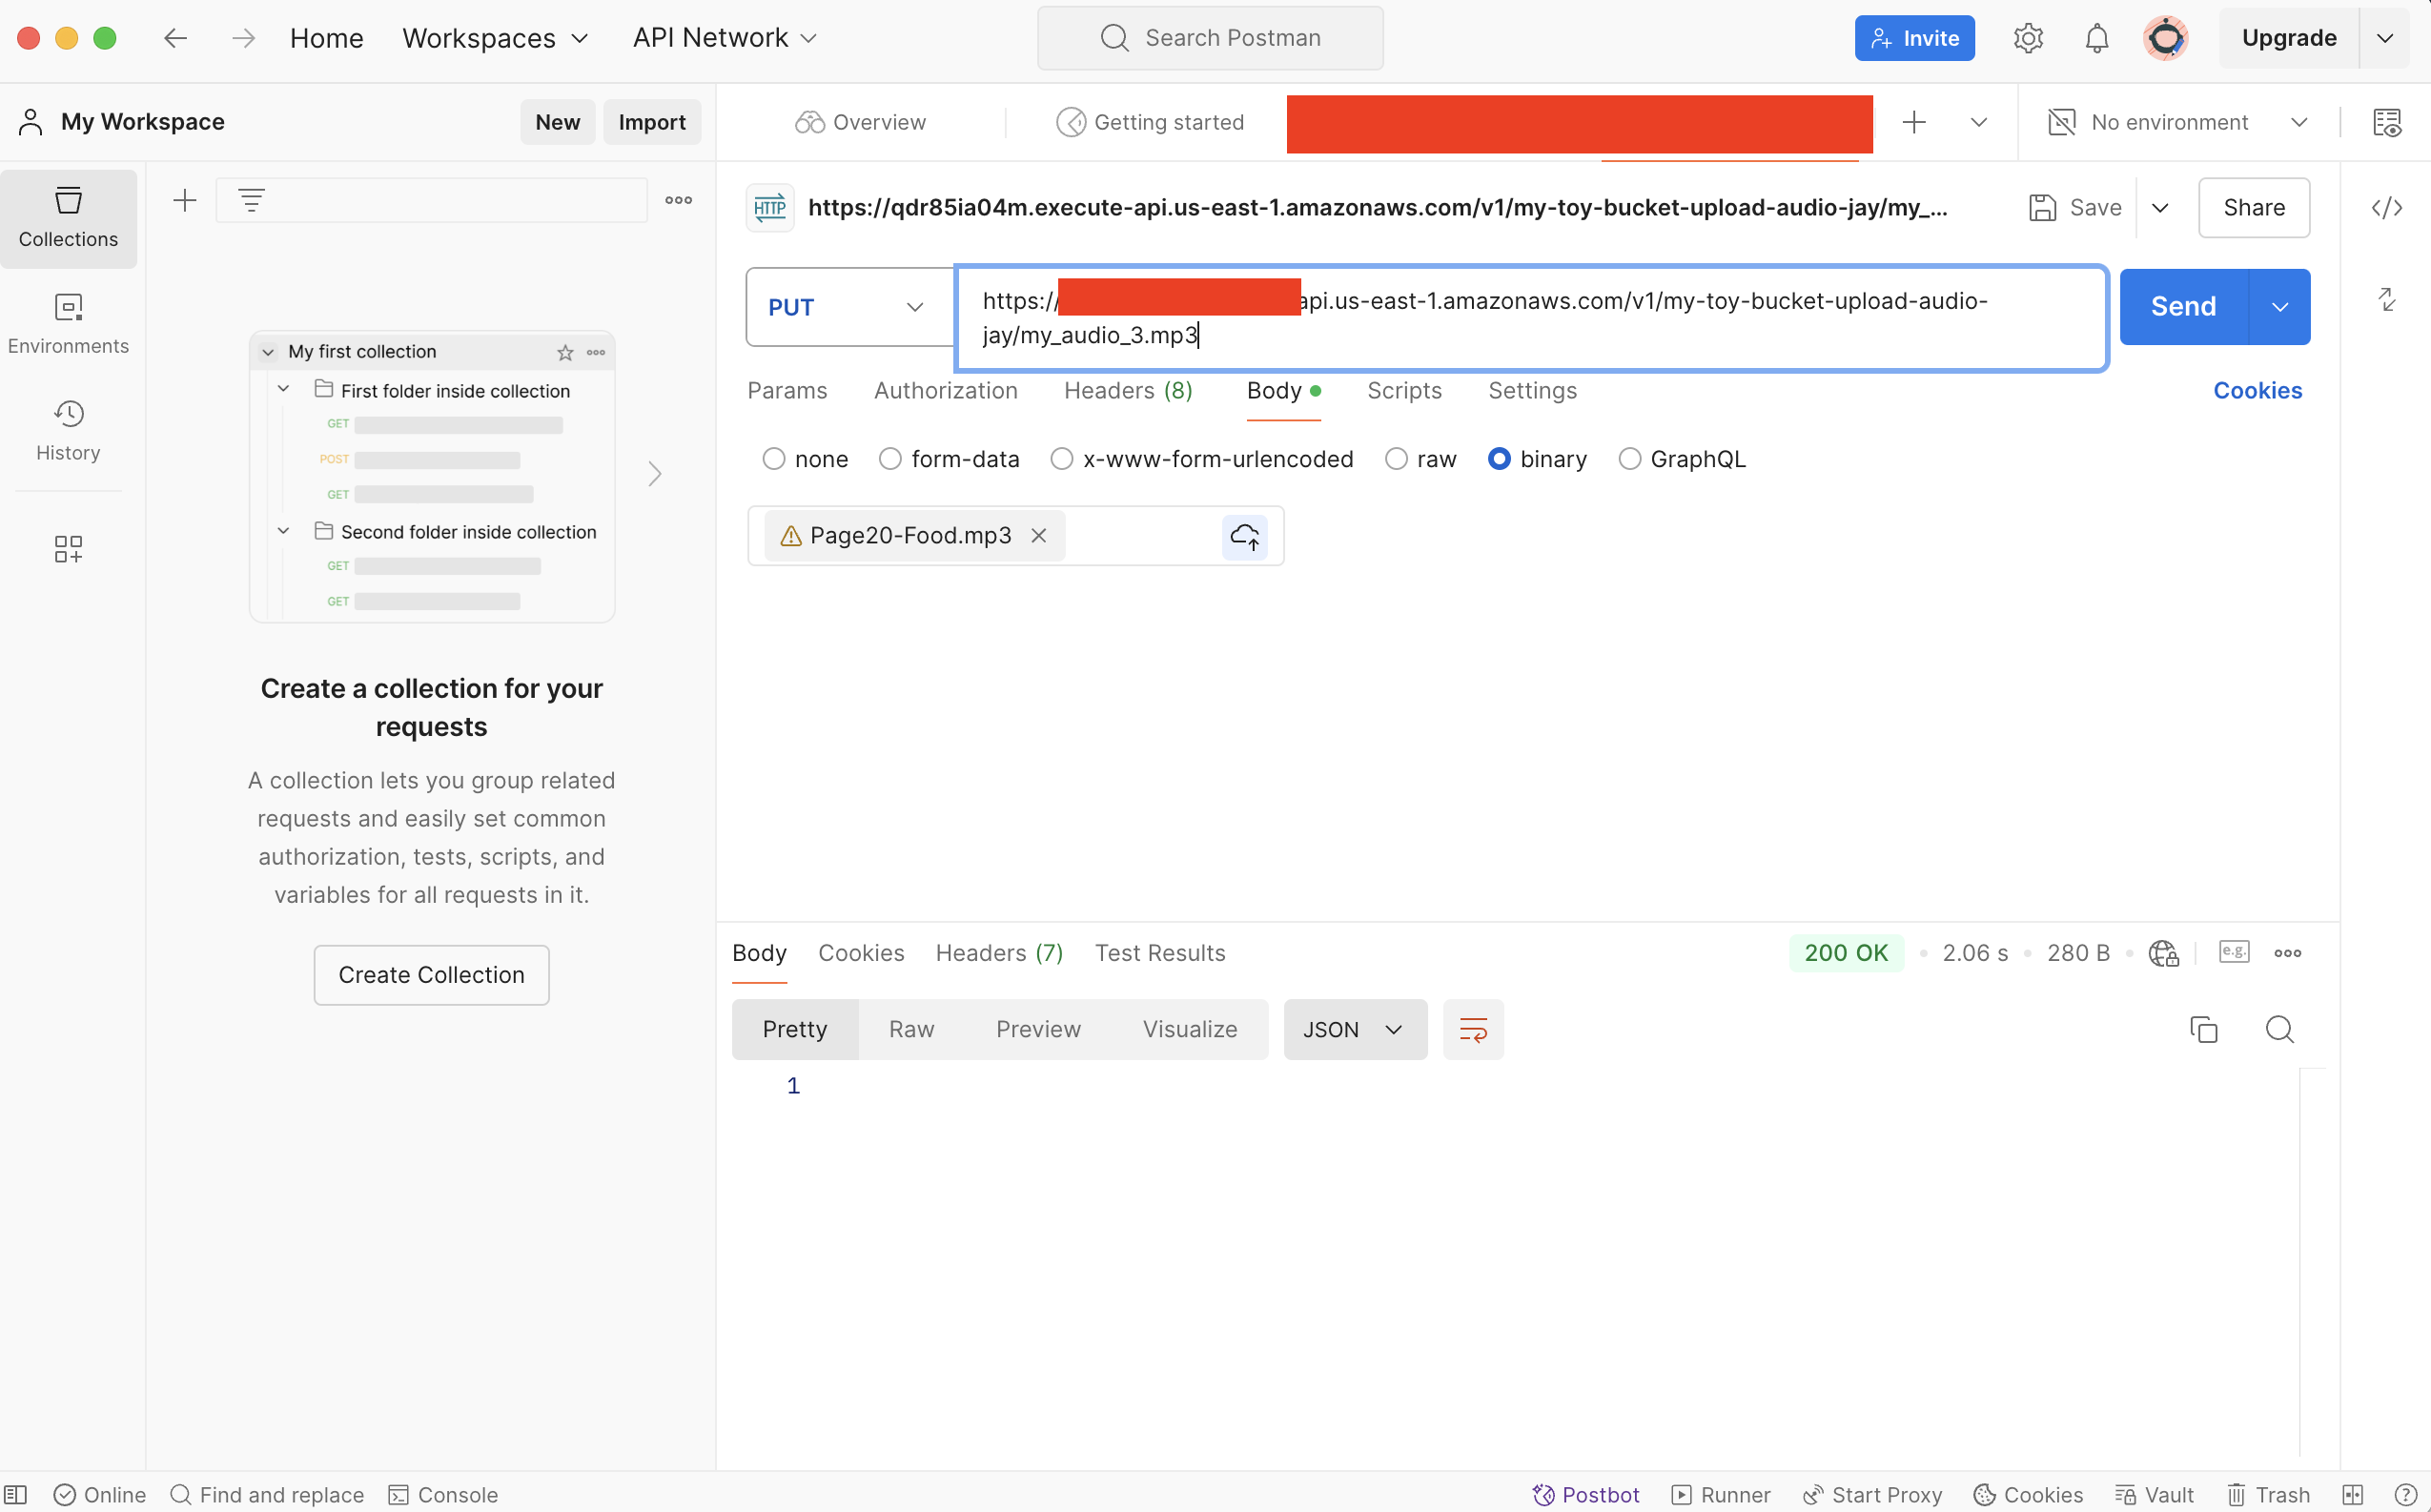 Home Workspaces API Network Search Postman Invite Upgrade
My Workspace New Import Overview Getting started No environment
Collections
Environments
History
My first collection
First folder inside collection
GET
POST
GET
Second folder inside collection
GET
GET
Create a collection for your
requests
A collection lets you group related
requests and easily set common
authorization, tests, scripts, and
variables for all requests in it.
Create Collection
HTTP https://qdr85ia04m.execute-api.us-east-1.amazonaws.com/v1/my-toy-bucket-upload-audio-jay/my_... Save Share
PUT https:// api.us-east-1.amazonaws.com/v1/my-toy-bucket-upload-audio-
jay/my_audio_3.mp3
Send
Params Authorization Headers (8) Body Scripts Settings Cookies
none form-data x-www-form-urlencoded raw binary GraphQL
Page20-Food.mp3
Body Cookies Headers (7) Test Results 200 OK 2.06 s 280 B e.g.
Pretty Raw Preview Visualize JSON
1
Online Find and replace Console Postbot Runner Start Proxy Cookies Vault Trash